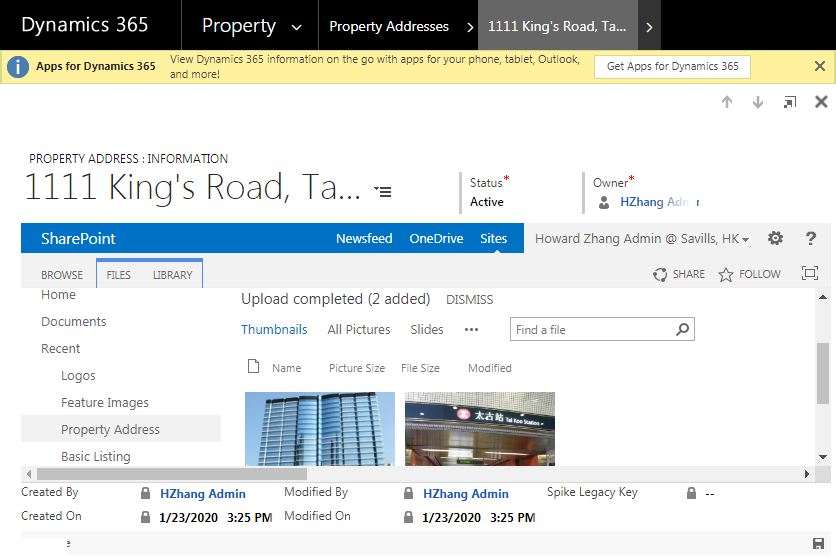 Dynamics 365 Property Property Addresses 1111 King's Road, Ta...
Apps for Dynamics 365 View Dynamics 365 information on the go with apps for your phone, tablet, Outlook, and more! Get Apps for Dynamics 365
PROPERTY ADDRESS : INFORMATION
1111 King's Road, Ta...
Status*
Active
Owner*
HZhang Adm
SharePoint Newsfeed OneDrive Sites Howard Zhang Admin @ Savills, HK ?
BROWSE FILES LIBRARY SHARE FOLLOW
Home
Documents
Recent
Logos
Feature Images
Property Address
Basic Listing
Upload completed (2 added) DISMISS
Thumbnails All Pictures Slides ••• Find a file
Name Picture Size File Size Modified
太古站 Tai Koo Station
Created By HZhang Admin Modified By HZhang Admin Spike Legacy Key --
Created On 1/23/2020 3:25 PM Modified On 1/23/2020 3:25 PM